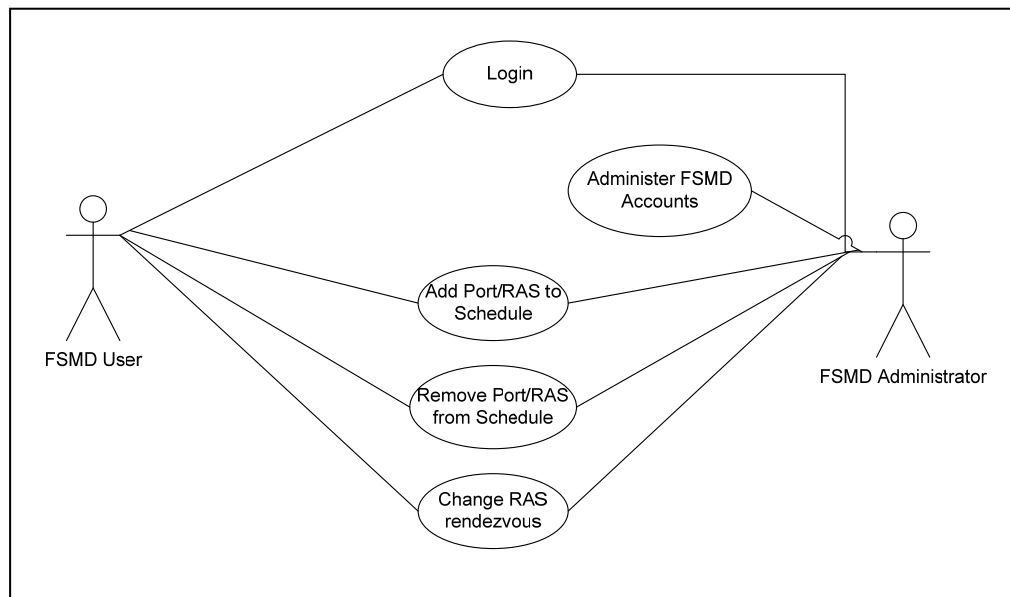 Login
Administer FSMD
Accounts
Add Port/RAS to
Schedule
FSMD User
FSMD Administrator
Remove Port/RAS
from Schedule
Change RAS
rendezvous